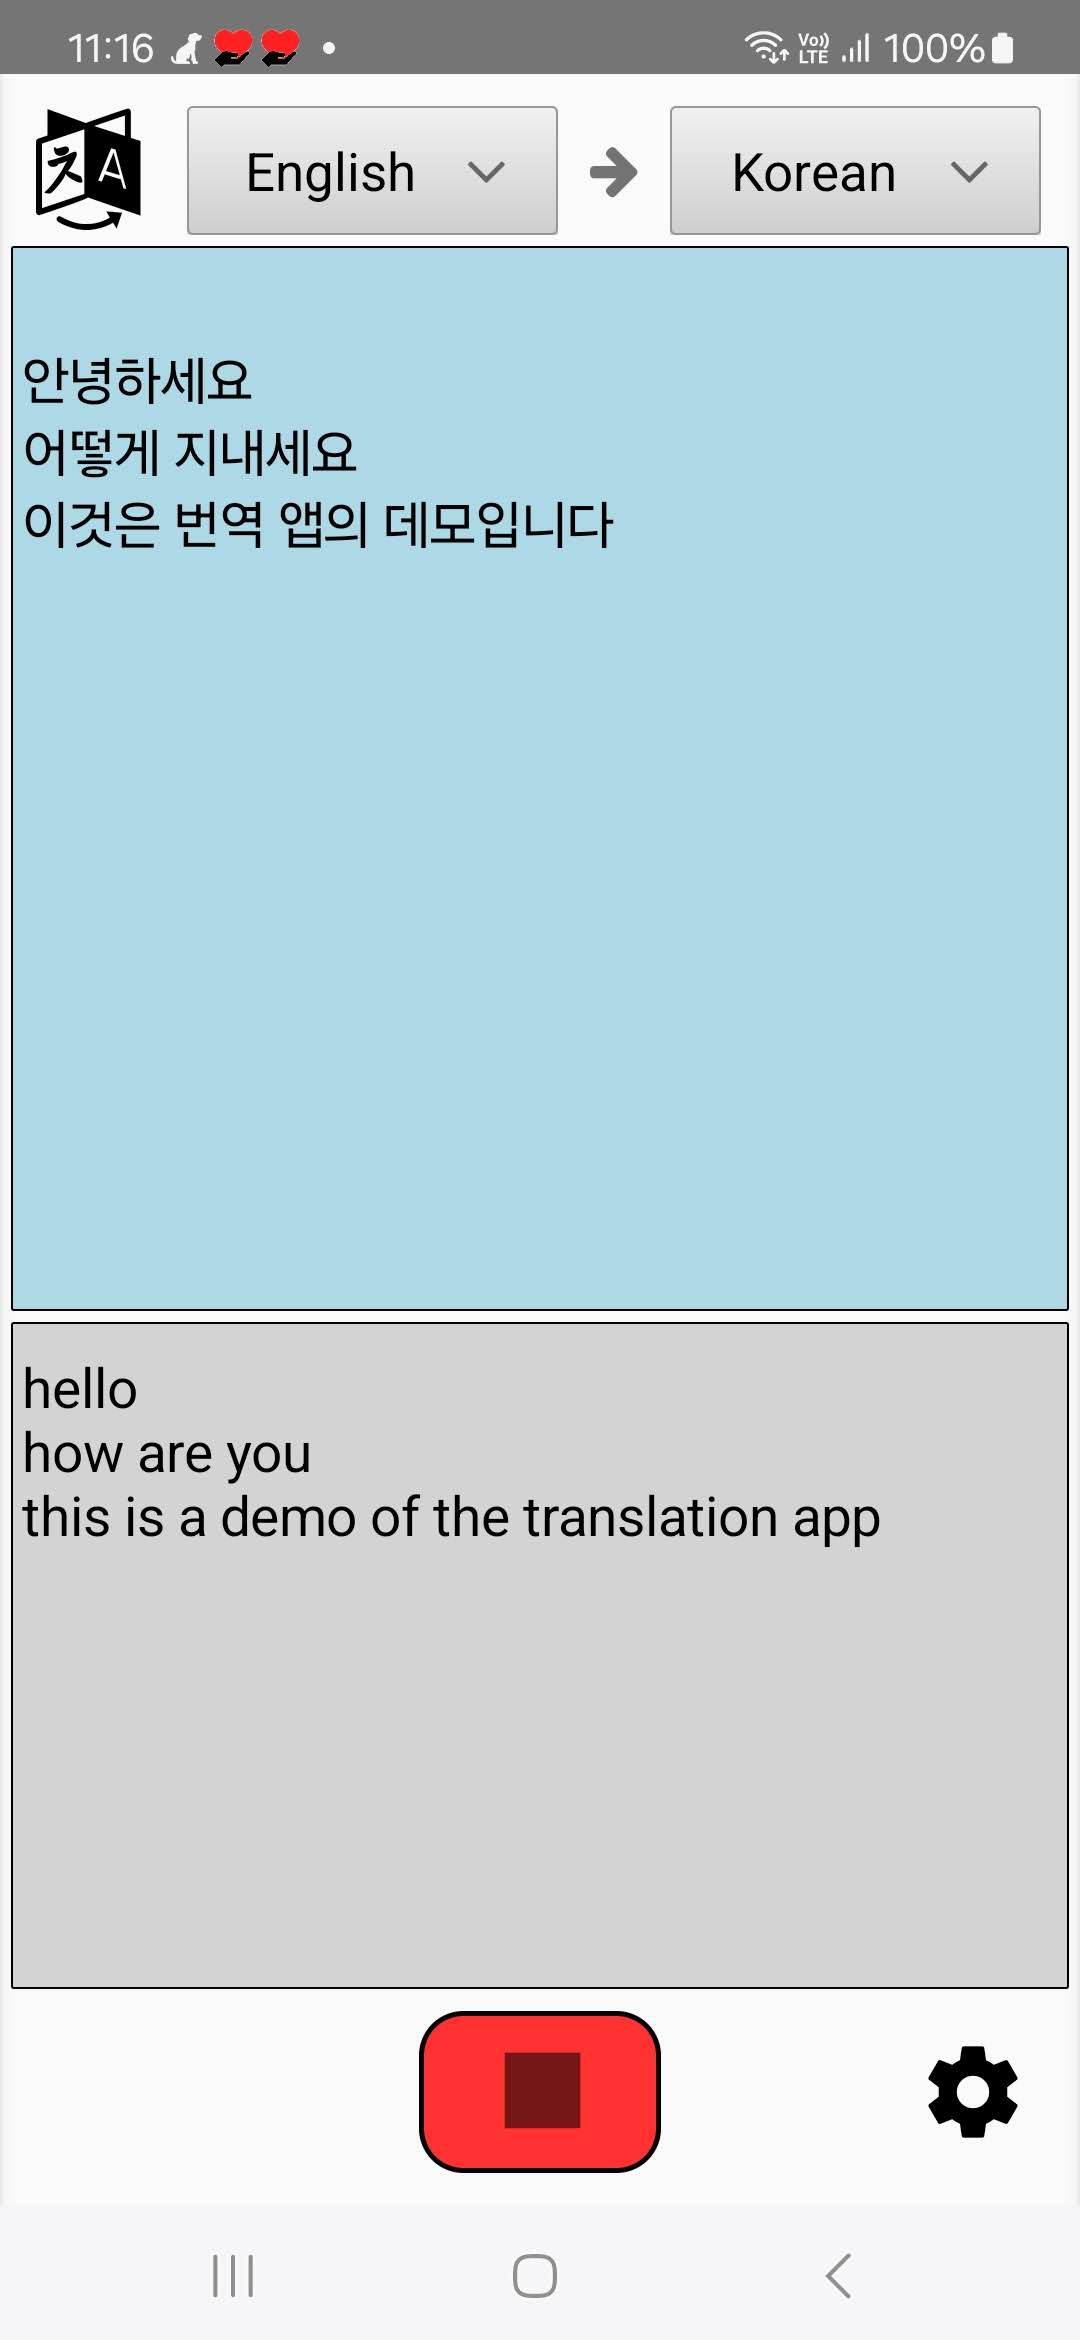 11:16 Vo)) LTE 100%
A
English Korean
안녕하세요
어떻게 지내세요
이것은 번역 앱의 데모입니다
hello
how are you
this is a demo of the translation app